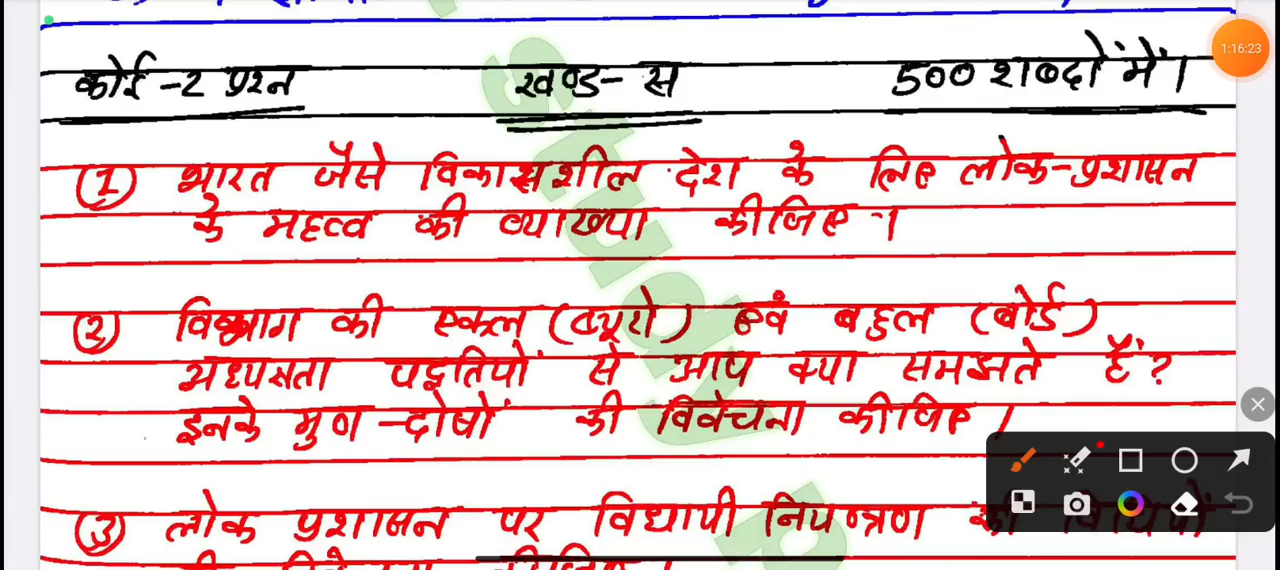 1:16:23
कोई -2 प्रश्न खण्ड- स 500 शब्दों में।
(1) भारत जैसे विकासशील देश के लिए लोक-प्रशासन
के महत्व की व्याख्या कीजिए।
(2) विभाग की एकल (ब्यूरो) एवं बहुल (बोर्ड)
अध्यक्षता पद्धतियों से आप क्या समझते हैं?
इनके गुण -दोषों की विवेचना कीजिए।
(3) लोक प्रशासन पर विधायी नियन्त्रण की
study